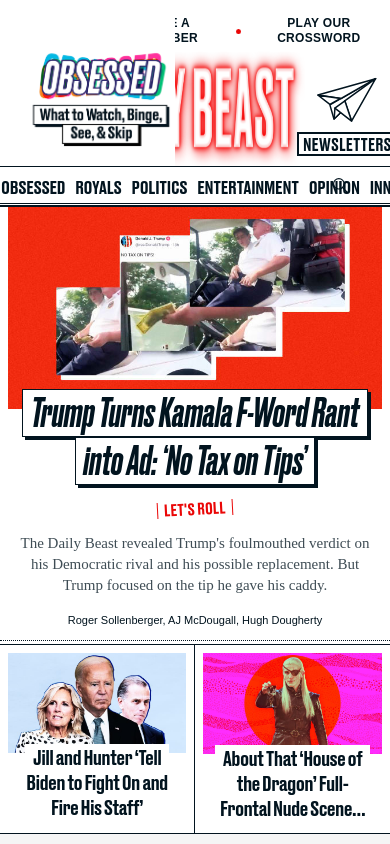 E A
BER
PLAY OUR
CROSSWORD
OBSESSED
What to Watch, Binge,
See, & Skip
Y BEAST
NEWSLETTERS
OBSESSED ROYALS POLITICS ENTERTAINMENT OPINION INN
Donald J. Trump
NO TAX ON TIPS!
Trump Turns Kamala F-Word Rant
into Ad: ‘No Tax on Tips’
LET'S ROLL
The Daily Beast revealed Trump's foulmouthed verdict on
his Democratic rival and his possible replacement. But
Trump focused on the tip he gave his caddy.
Roger Sollenberger, AJ McDougall, Hugh Dougherty
Jill and Hunter ‘Tell
Biden to Fight On and
Fire His Staff’
About That ‘House of
the Dragon’ Full-
Frontal Nude Scene...